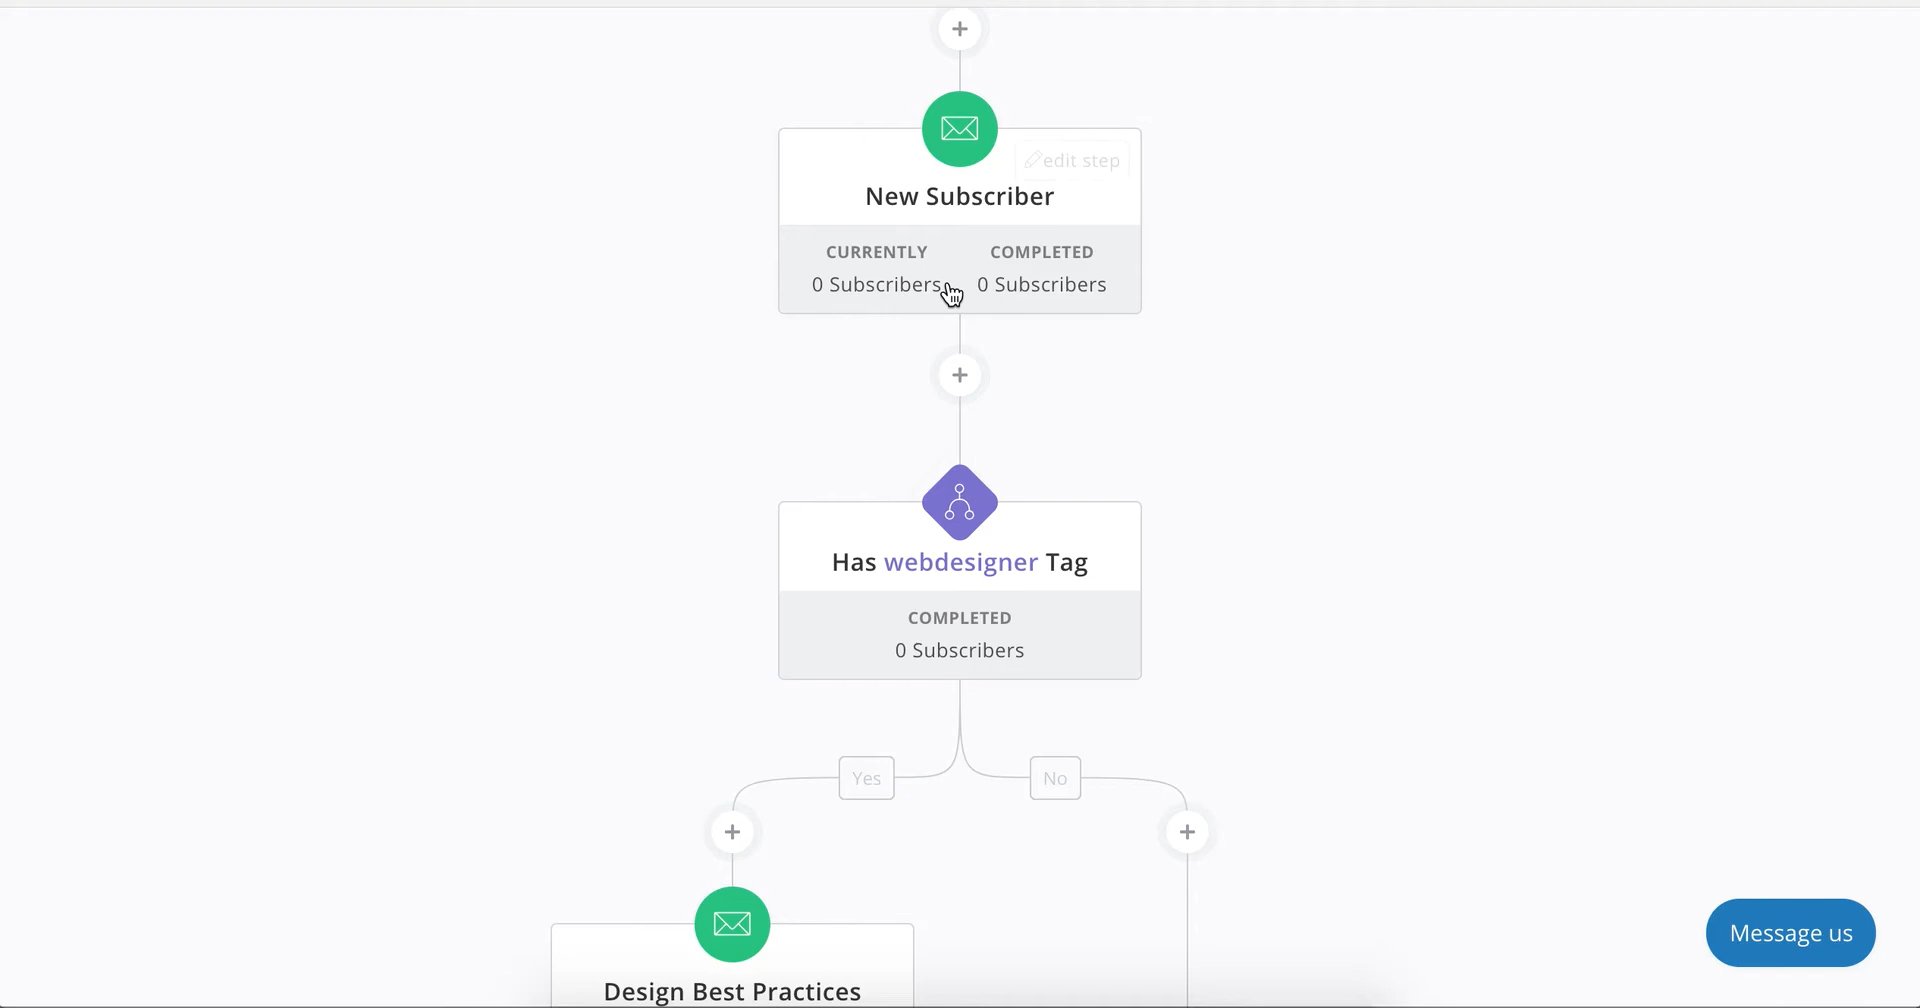 edit step
New Subscriber
CURRENTLY COMPLETED
0 Subscribers 0 Subscribers
Has webdesigner Tag
COMPLETED
0 Subscribers
Yes No
Message us
Design Best Practices